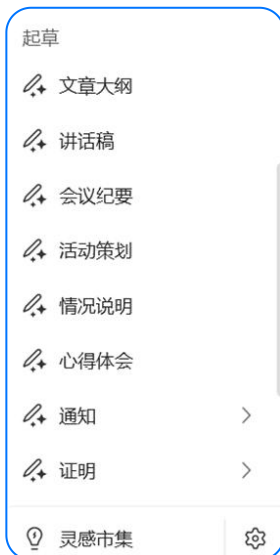 起草
文章大纲
讲话稿
会议纪要
活动策划
情况说明
心得体会
通知
证明
灵感市集